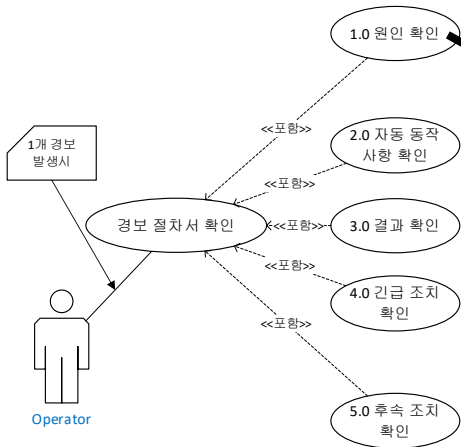 1.0 원인 확인
<<포함>>
1개 경보
발생시
2.0 자동 동작
사항 확인
<<포함>>
경보 절차서 확인
<<포함>>
3.0 결과 확인
<<포함>>
4.0 긴급 조치
확인
<<포함>>
Operator
5.0 후속 조치
확인